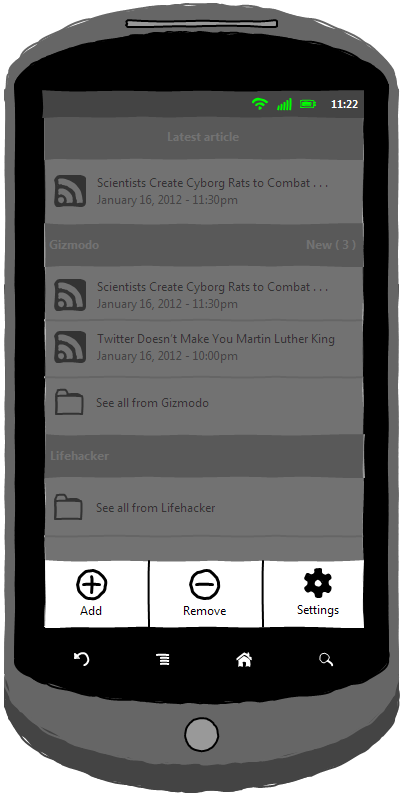 11:22
Latest article
Scientists Create Cyborg Rats to Combat . . .
January 16, 2012 - 11:30pm
Gizmodo New ( 3 )
Scientists Create Cyborg Rats to Combat . . .
January 16, 2012 - 11:30pm
Twitter Doesn't Make You Martin Luther King
January 16, 2012 - 10:00pm
See all from Gizmodo
Lifehacker
See all from Lifehacker
Add Remove Settings